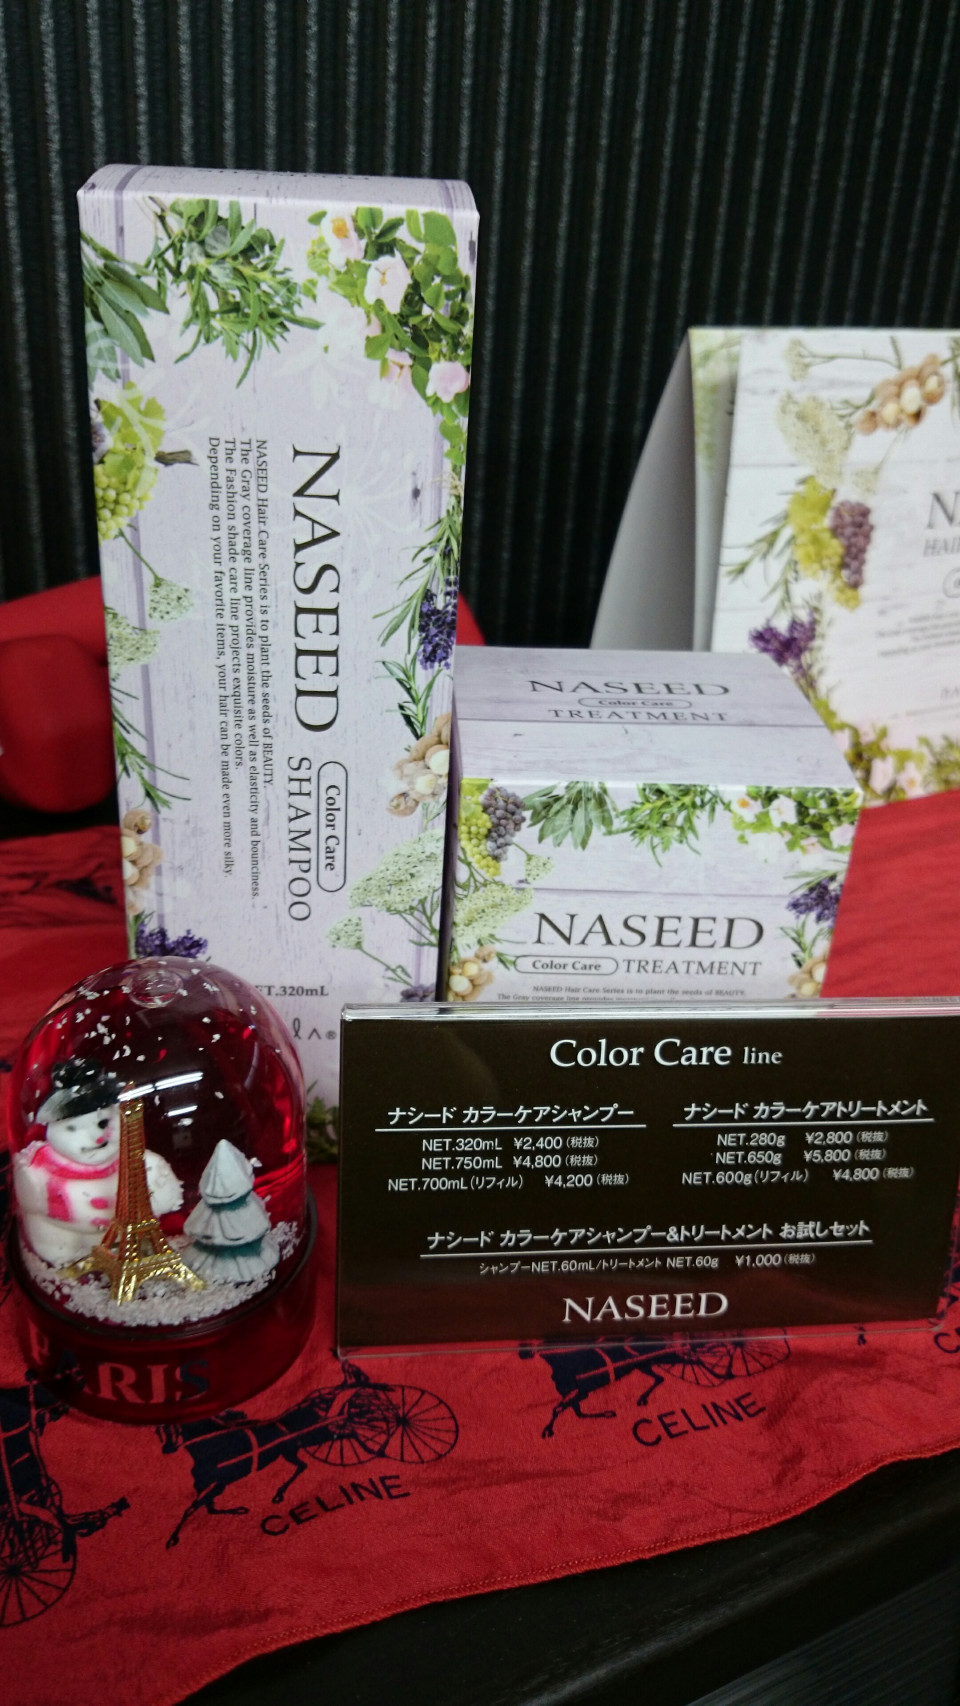 NASEED
Color Care
SHAMPOO
NASEED Hair Care Series is to plant the seeds of BEAUTY.
The Gray coverage line provides moisture as well as elasticity and bounciness.
The Fashion shade care line projects exquisite colors.
Depending on your favorite items, your hair can be made even more silky.
ET.320mL
NASEED
Color Care
TREATMENT
NASEED
Color Care TREATMENT
NASEED Hair Care Series is to plant the seeds of BEAUTY.
The Gray coverage line provides
HAI
Color Care line
ナシード カラーケアシャンプー
NET.320mL ¥2,400(税抜)
NET.750mL ¥4,800(税抜)
NET.700mL(リフィル) ¥4,200(税抜)
ナシード カラーケアトリートメント
NET.280g ¥2,800(税抜)
NET.650g ¥5,800(税抜)
NET.600g(リフィル) ¥4,800(税抜)
ナシード カラーケアシャンプー&トリートメント お試しセット
シャンプーNET.60mL/トリートメント NET.60g ¥1,000(税抜)
NASEED
PARIS
CELINE
CELINE